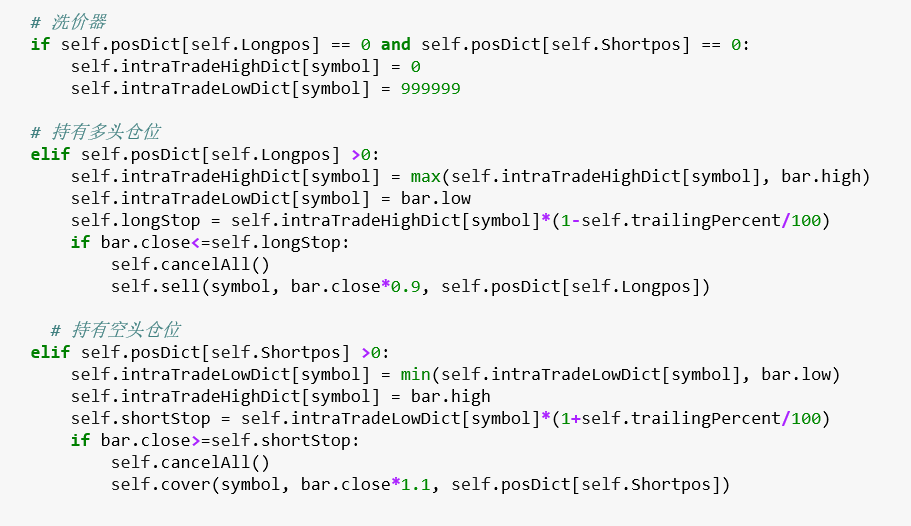 # 洗价器
if self.posDict[self.Longpos] == 0 and self.posDict[self.Shortpos] == 0:
    self.intraTradeHighDict[symbol] = 0
    self.intraTradeLowDict[symbol] = 999999

# 持有多头仓位
elif self.posDict[self.Longpos] >0:
    self.intraTradeHighDict[symbol] = max(self.intraTradeHighDict[symbol], bar.high)
    self.intraTradeLowDict[symbol] = bar.low
    self.longStop = self.intraTradeHighDict[symbol]*(1-self.trailingPercent/100)
    if bar.close<=self.longStop:
        self.cancelAll()
        self.sell(symbol, bar.close*0.9, self.posDict[self.Longpos])

  # 持有空头仓位
elif self.posDict[self.Shortpos] >0:
    self.intraTradeLowDict[symbol] = min(self.intraTradeLowDict[symbol], bar.low)
    self.intraTradeHighDict[symbol] = bar.high
    self.shortStop = self.intraTradeLowDict[symbol]*(1+self.trailingPercent/100)
    if bar.close>=self.shortStop:
        self.cancelAll()
        self.cover(symbol, bar.close*1.1, self.posDict[self.Shortpos])